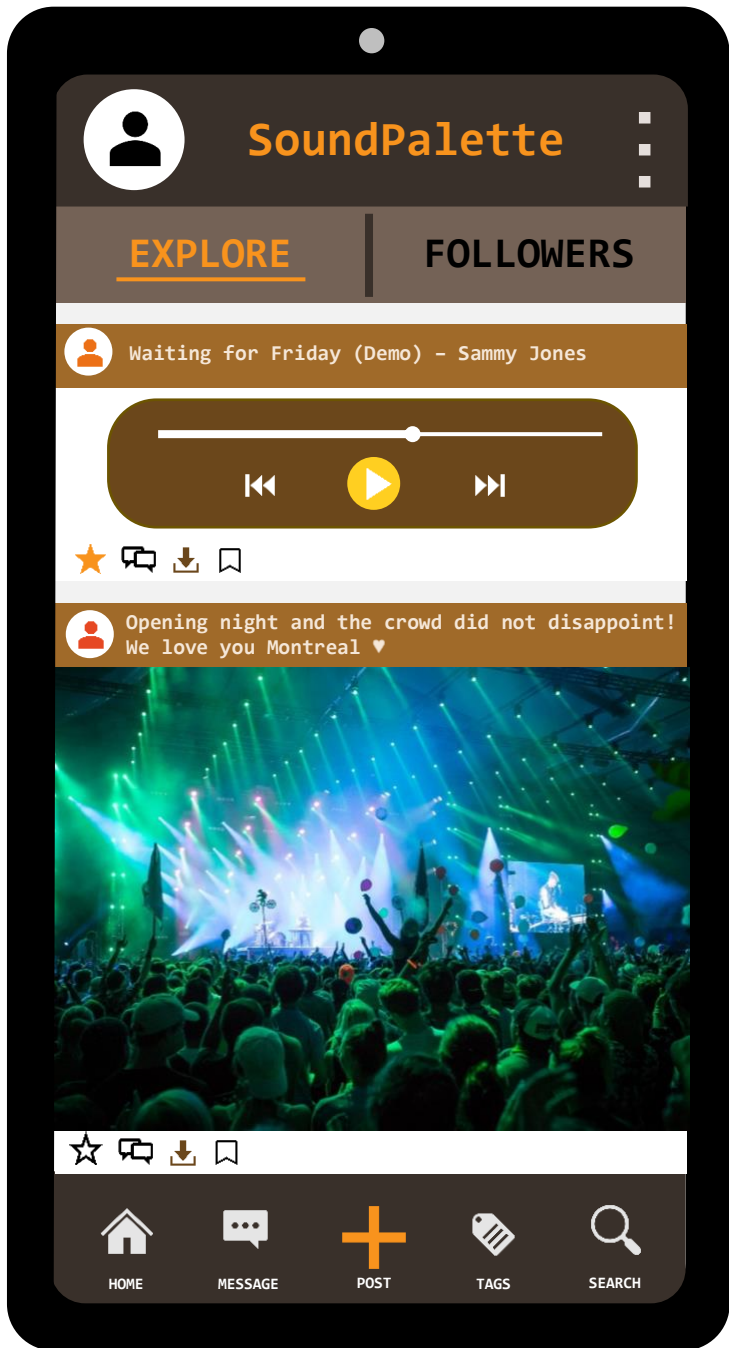 SoundPalette
EXPLORE
FOLLOWERS
Waiting for Friday (Demo) – Sammy Jones
Opening night and the crowd did not disappoint!
We love you Montreal ♥
HOME
MESSAGE
POST
TAGS
SEARCH